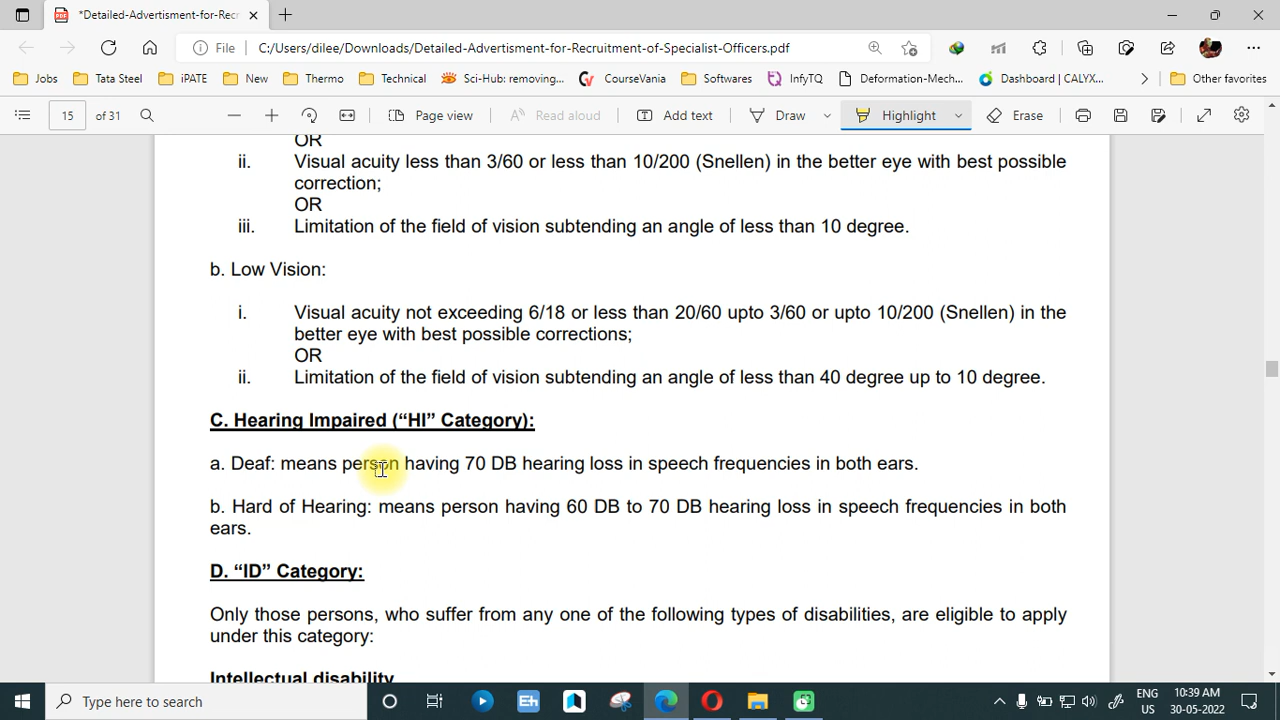 *Detailed-Advertisment-for-Recr
File
C:/Users/dilee/Downloads/Detailed-Advertisment-for-Recruitment-of-Specialist-Officers.pdf
Jobs
Tata Steel
iPATE
New
Thermo
Technical
Sci-Hub: removing...
CourseVania
Softwares
InfyTQ
Deformation-Mech...
Dashboard | CALYX...
Other favorites
15 of 31
Page view
Read aloud
Add text
Draw
Highlight
Erase
OR
ii. Visual acuity less than 3/60 or less than 10/200 (Snellen) in the better eye with best possible
correction;
OR
iii. Limitation of the field of vision subtending an angle of less than 10 degree.
b. Low Vision:
i. Visual acuity not exceeding 6/18 or less than 20/60 upto 3/60 or upto 10/200 (Snellen) in the
better eye with best possible corrections;
OR
ii. Limitation of the field of vision subtending an angle of less than 40 degree up to 10 degree.
C. Hearing Impaired (“HI” Category):
a. Deaf: means person having 70 DB hearing loss in speech frequencies in both ears.
b. Hard of Hearing: means person having 60 DB to 70 DB hearing loss in speech frequencies in both
ears.
D. “ID” Category:
Only those persons, who suffer from any one of the following types of disabilities, are eligible to apply
under this category:
Intellectual disability
Type here to search
Eh
ENG
US
10:39 AM
30-05-2022